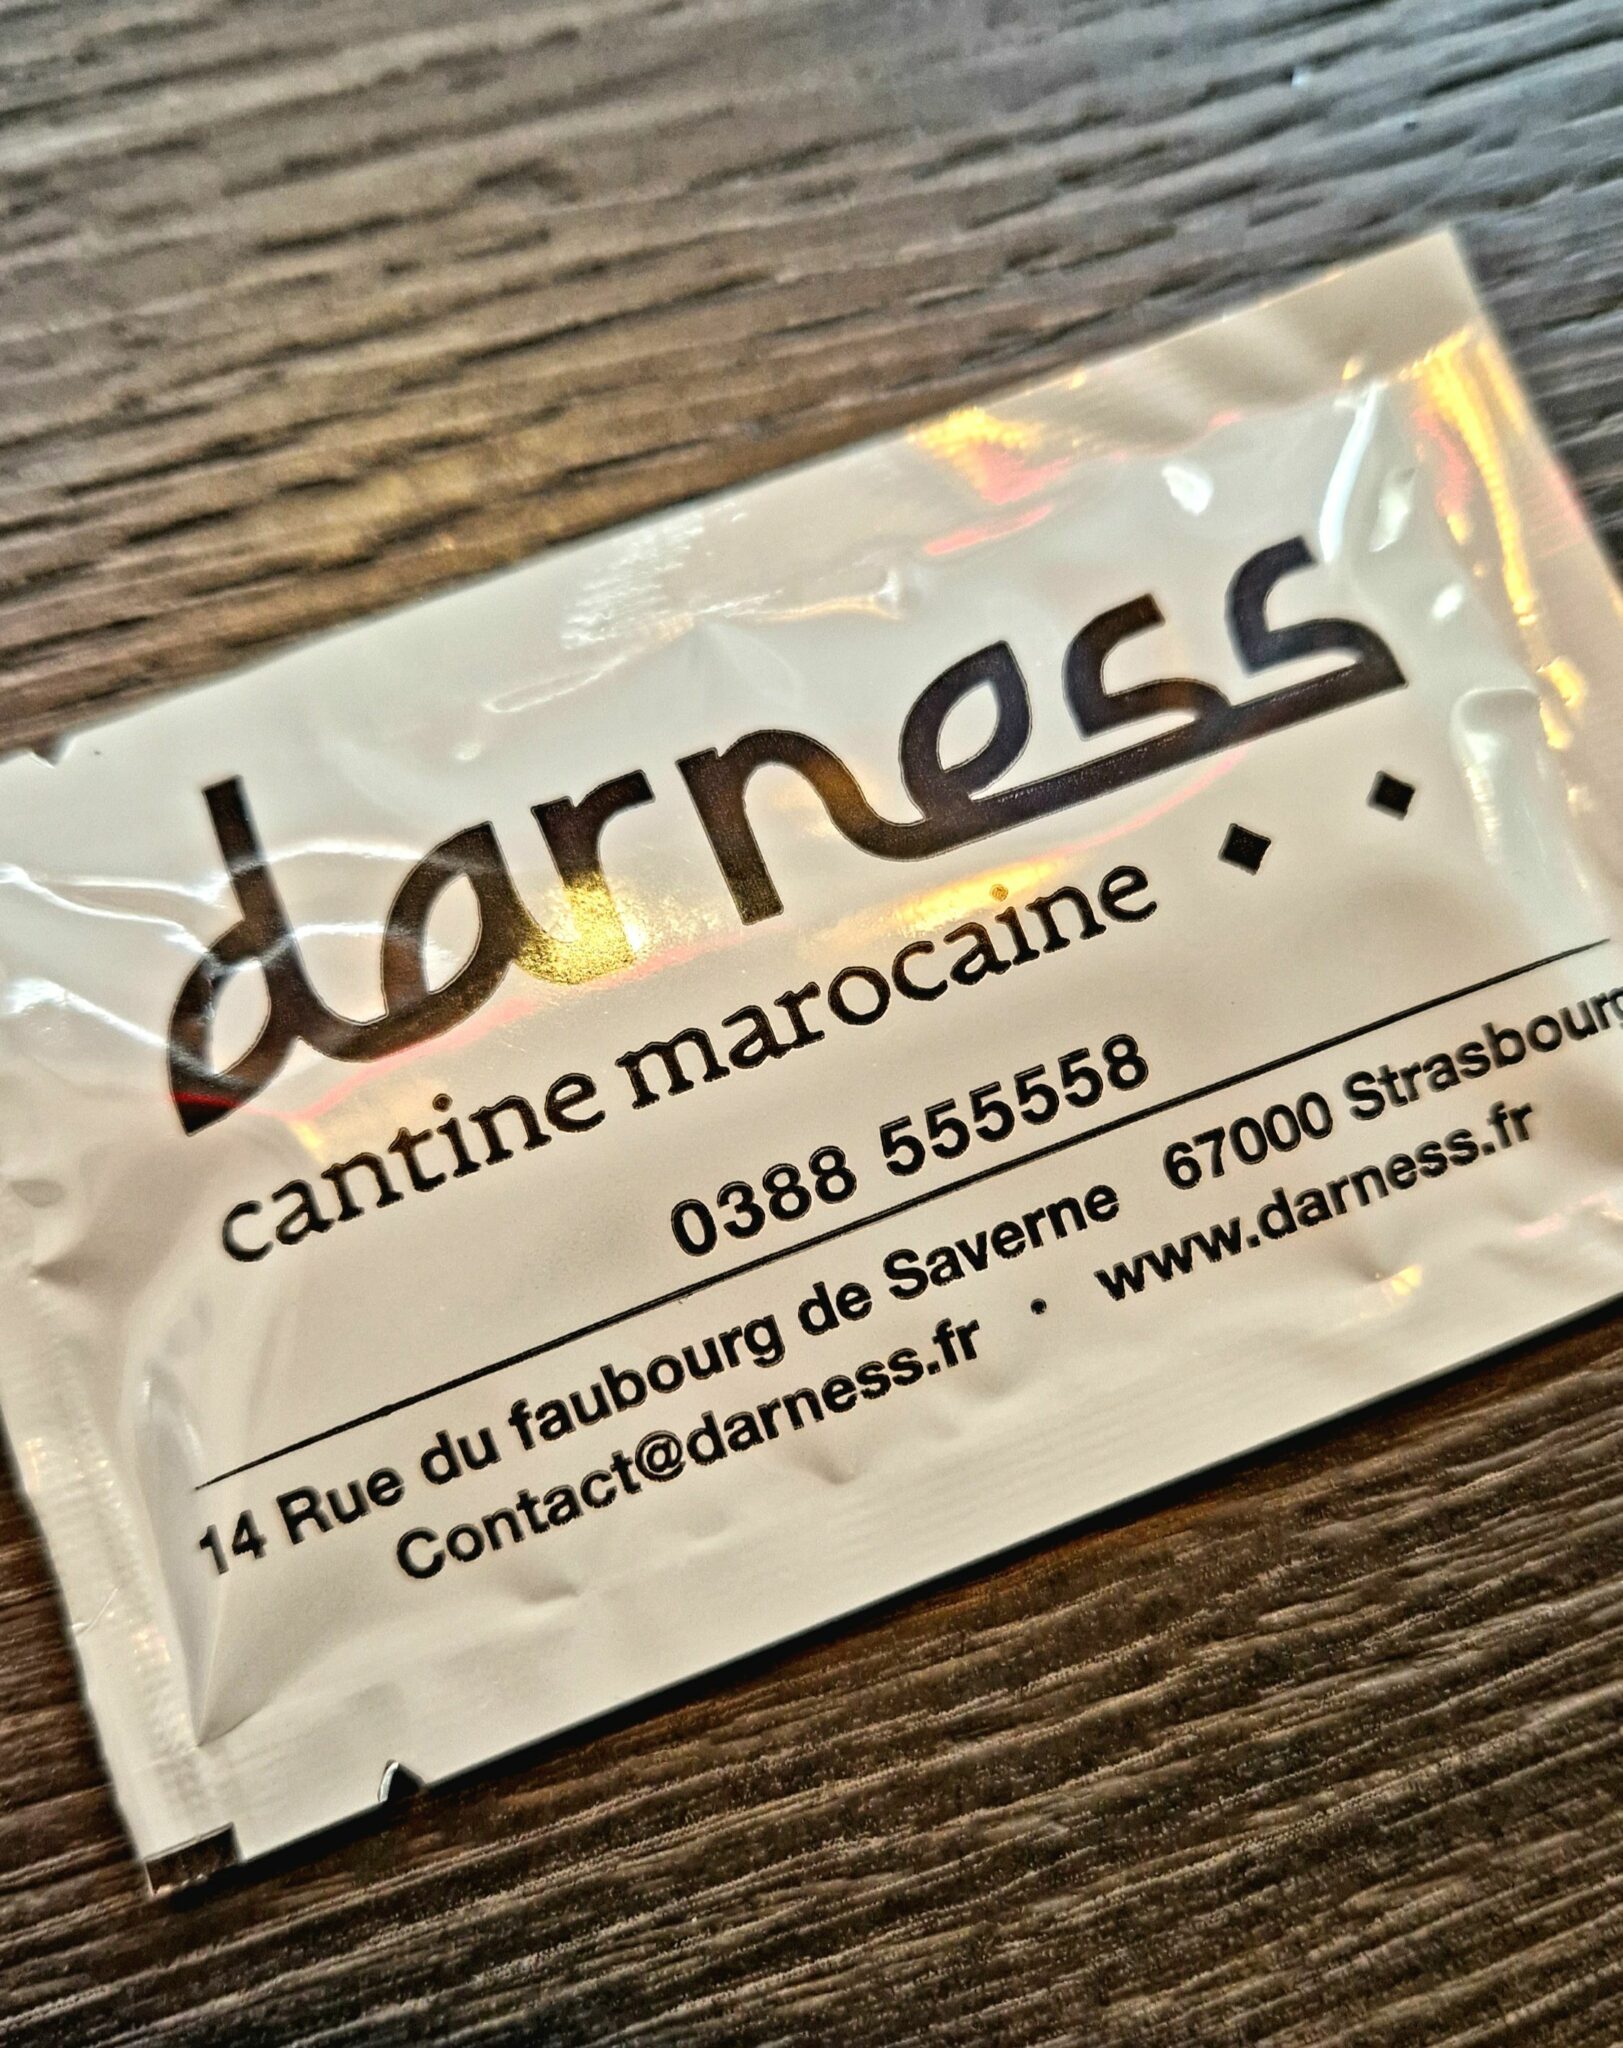 darness
cantine marocaine
0388 555558
14 Rue du faubourg de Saverne 67000 Strasbourg
Contact@darness.fr • www.darness.fr